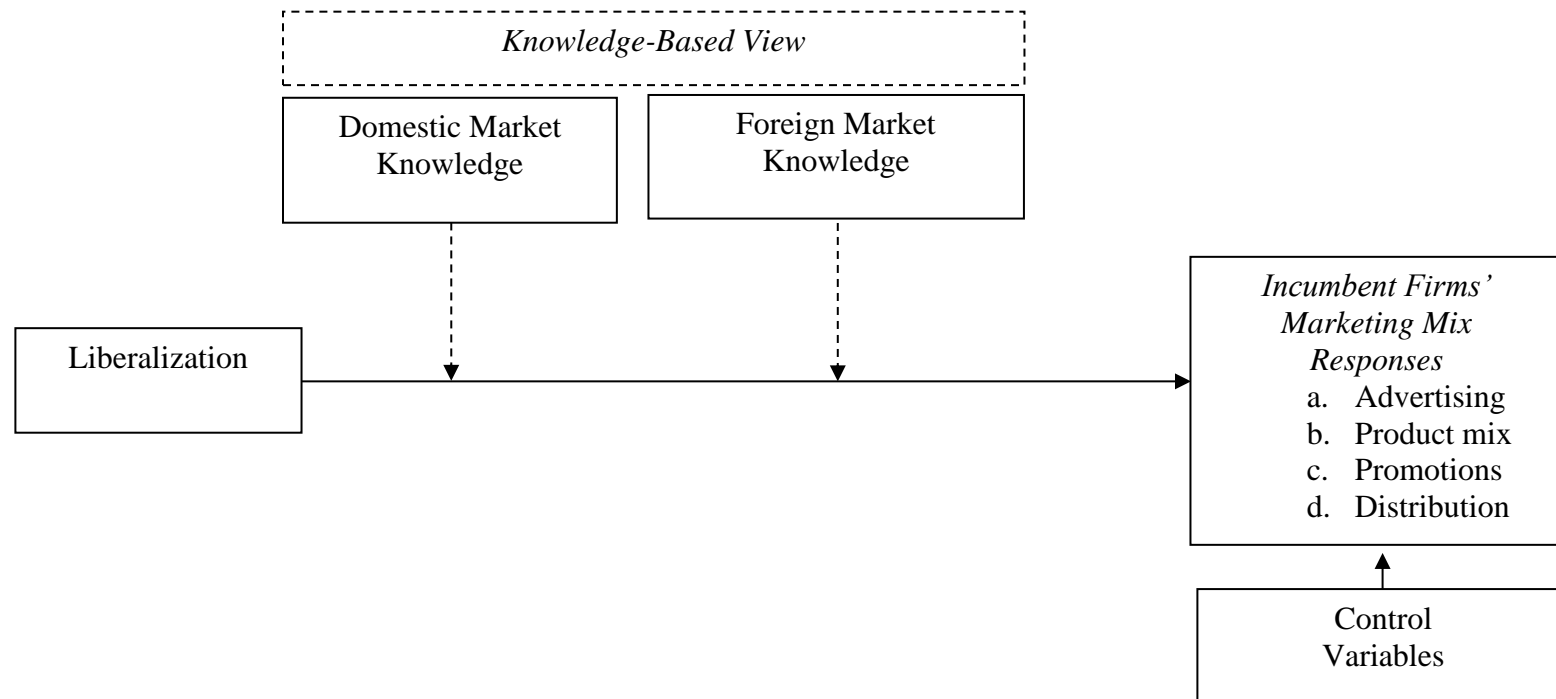 Knowledge-Based View
Domestic Market
Knowledge
Foreign Market
Knowledge
Liberalization
Incumbent Firms’
Marketing Mix
Responses
a. Advertising
b. Product mix
c. Promotions
d. Distribution
Control
Variables